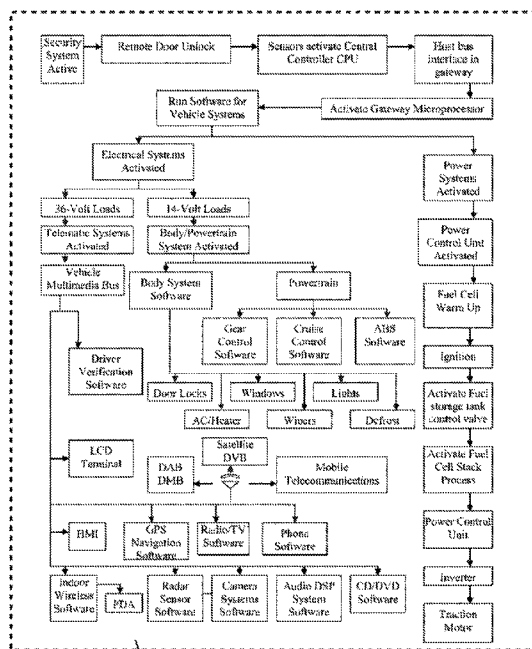 Security
System
Active
Remote Door Unlock
Sensors activate Central
Controller CPU
Host bus
interface in
gateway
Run Software for
Vehicle Systems
Activate Gateway Microprocessor
Electrical Systems
Activated
Power
Systems
Activated
36-Volt Loads
14-Volt Loads
Telematic Systems
Activated
Body/Powertrain
System Activated
Power
Control Unit
Activated
Vehicle
Multimedia Bus
Body System
Software
Powertrain
Fuel Cell
Warm Up
Gear
Control
Software
Cruise
Control
Software
ABS
Software
Driver
Verification
Software
Ignition
Door Locks
Windows
Lights
AC/Heater
Wipers
Defrost
Activate Fuel
storage tank
control valve
LCD
Terminal
Satellite
DVB
DAB
DMB
Mobile
Telecommunications
Activate Fuel
Cell Stack
Process
HMI
GPS
Navigation
Software
Radio/TV
Software
Phone
Software
Power Control
Unit
Indoor
Wireless
Software
PDA
Radar
Sensor
Software
Camera
Systems
Software
Audio DSP
System
Software
CD/DVD
Software
Inverter
Traction
Motor